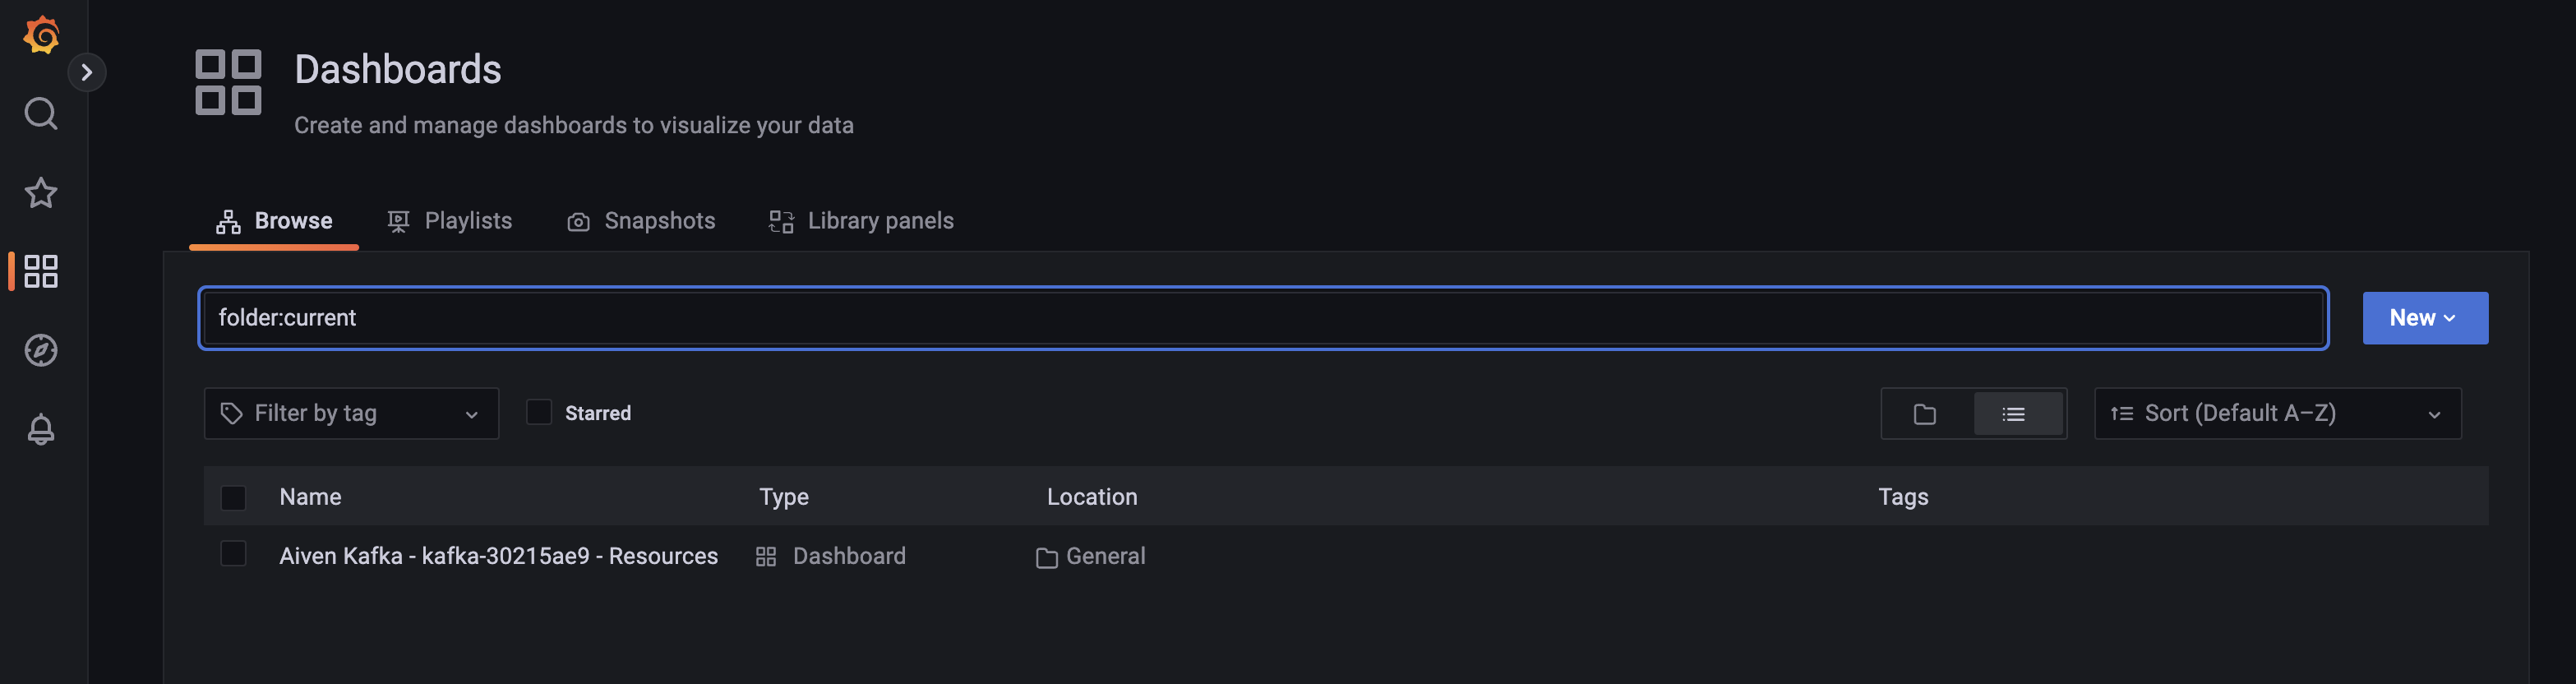 Dashboards
Create and manage dashboards to visualize your data
Browse Playlists Snapshots Library panels
folder:current
New
Filter by tag Starred Sort (Default A–Z)
Name Type Location Tags
Aiven Kafka - kafka-30215ae9 - Resources Dashboard General